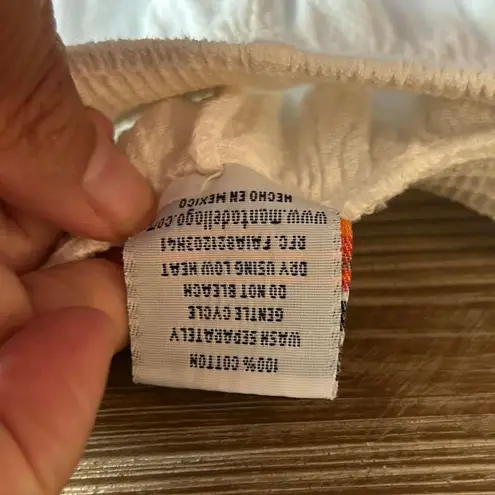 100% COTTON
WASH SEPARATELY
GENTLE CYCLE
DO NOT BLEACH
DRY USING LOW HEAT
RFC. FAIA821203341
www.mantadellago.com
HECHO EN MEXICO